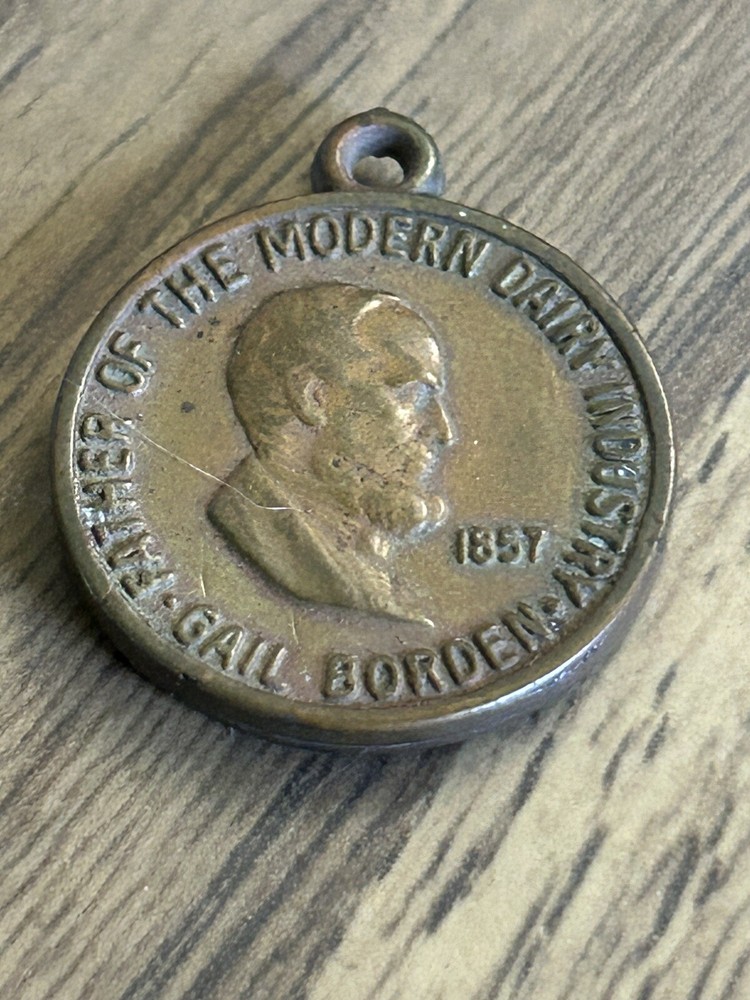 FATHER OF THE MODERN DAIRY INDUSTRY
1857
• GAIL BORDEN •